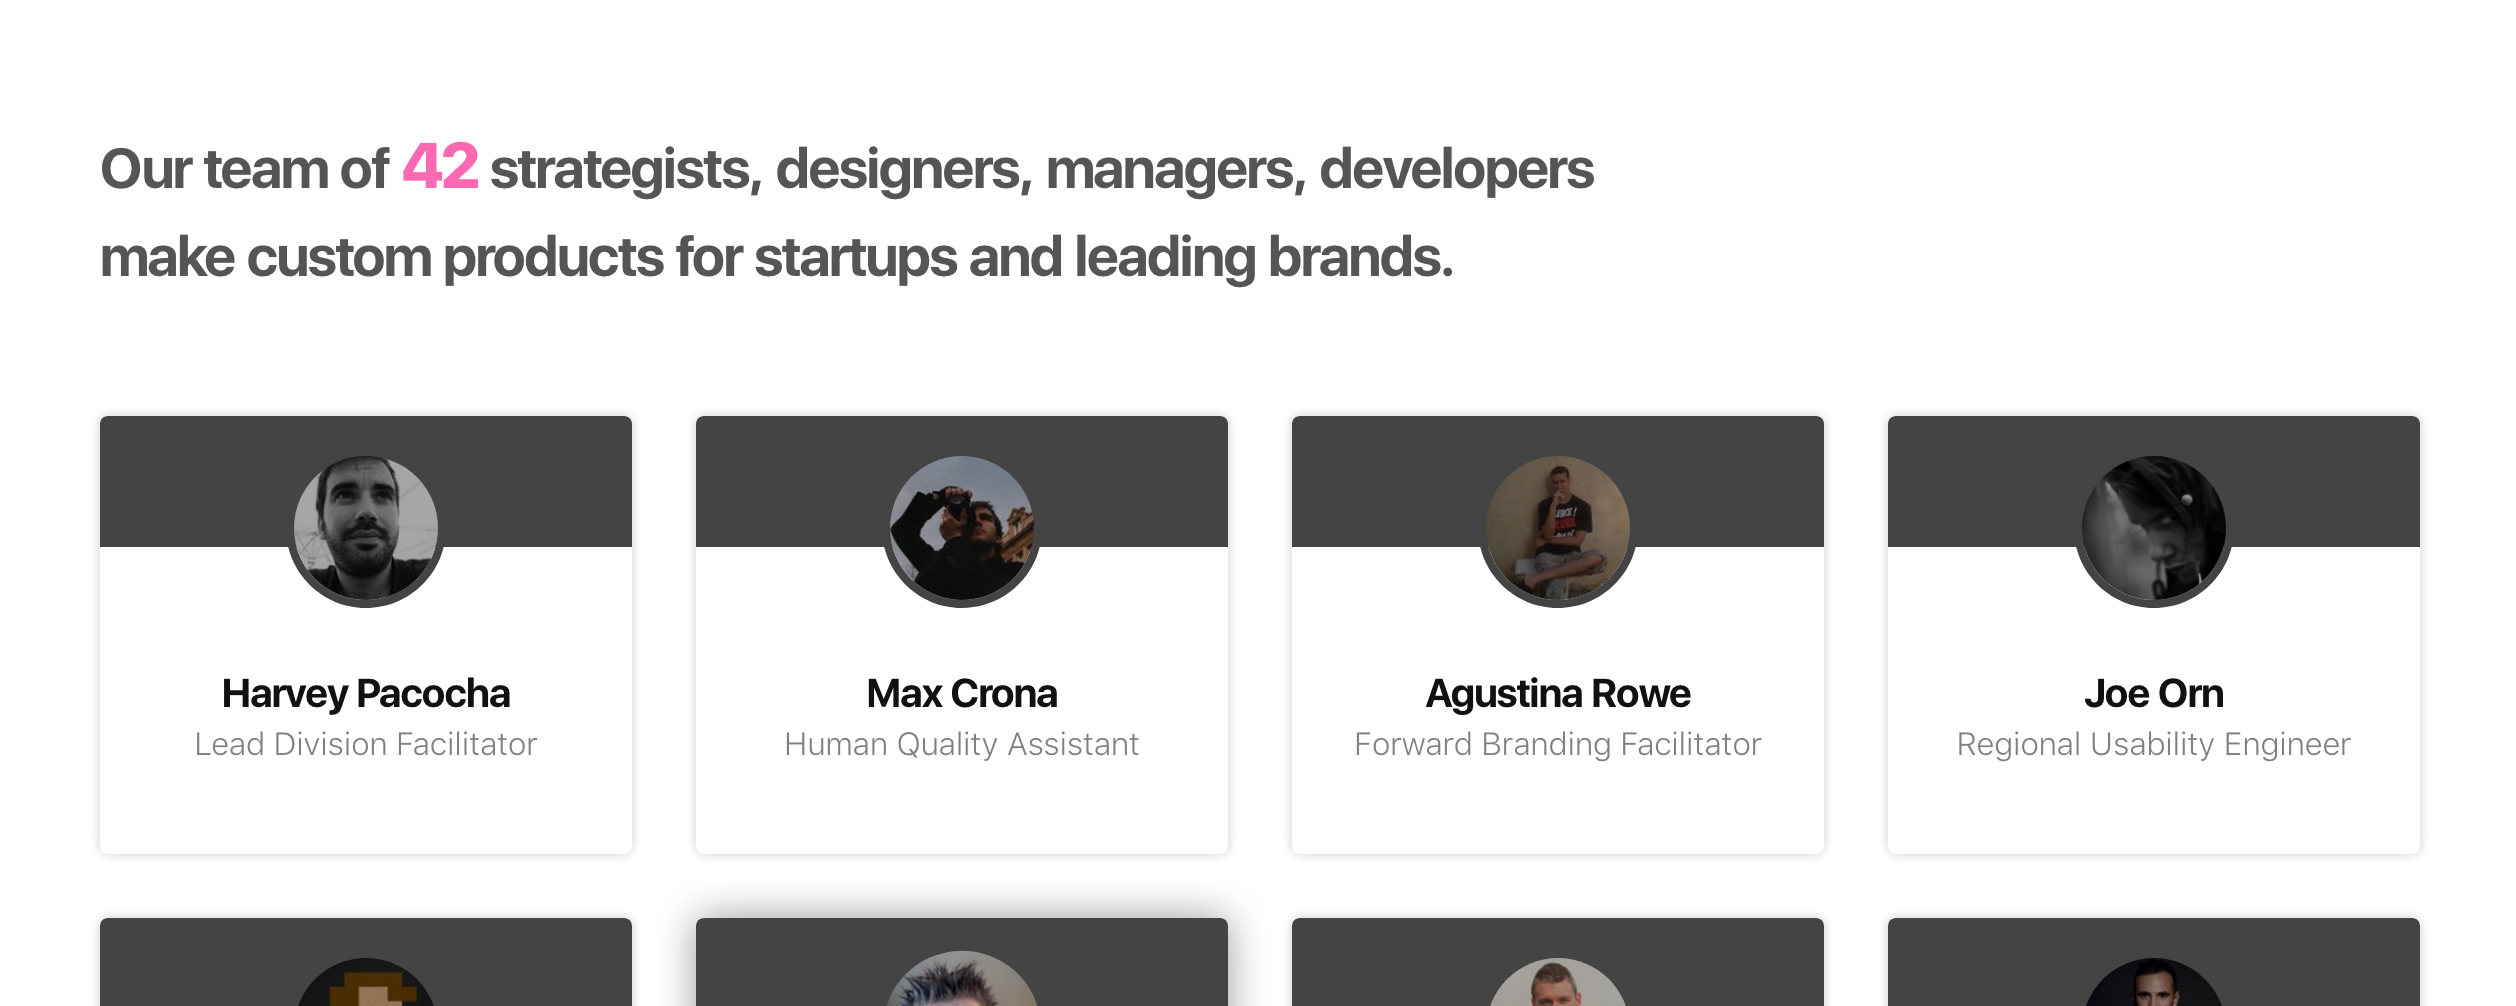 Our team of 42 strategists, designers, managers, developers
make custom products for startups and leading brands.
Harvey Pacocha
Lead Division Facilitator
Max Crona
Human Quality Assistant
Agustina Rowe
Forward Branding Facilitator
Joe Orn
Regional Usability Engineer